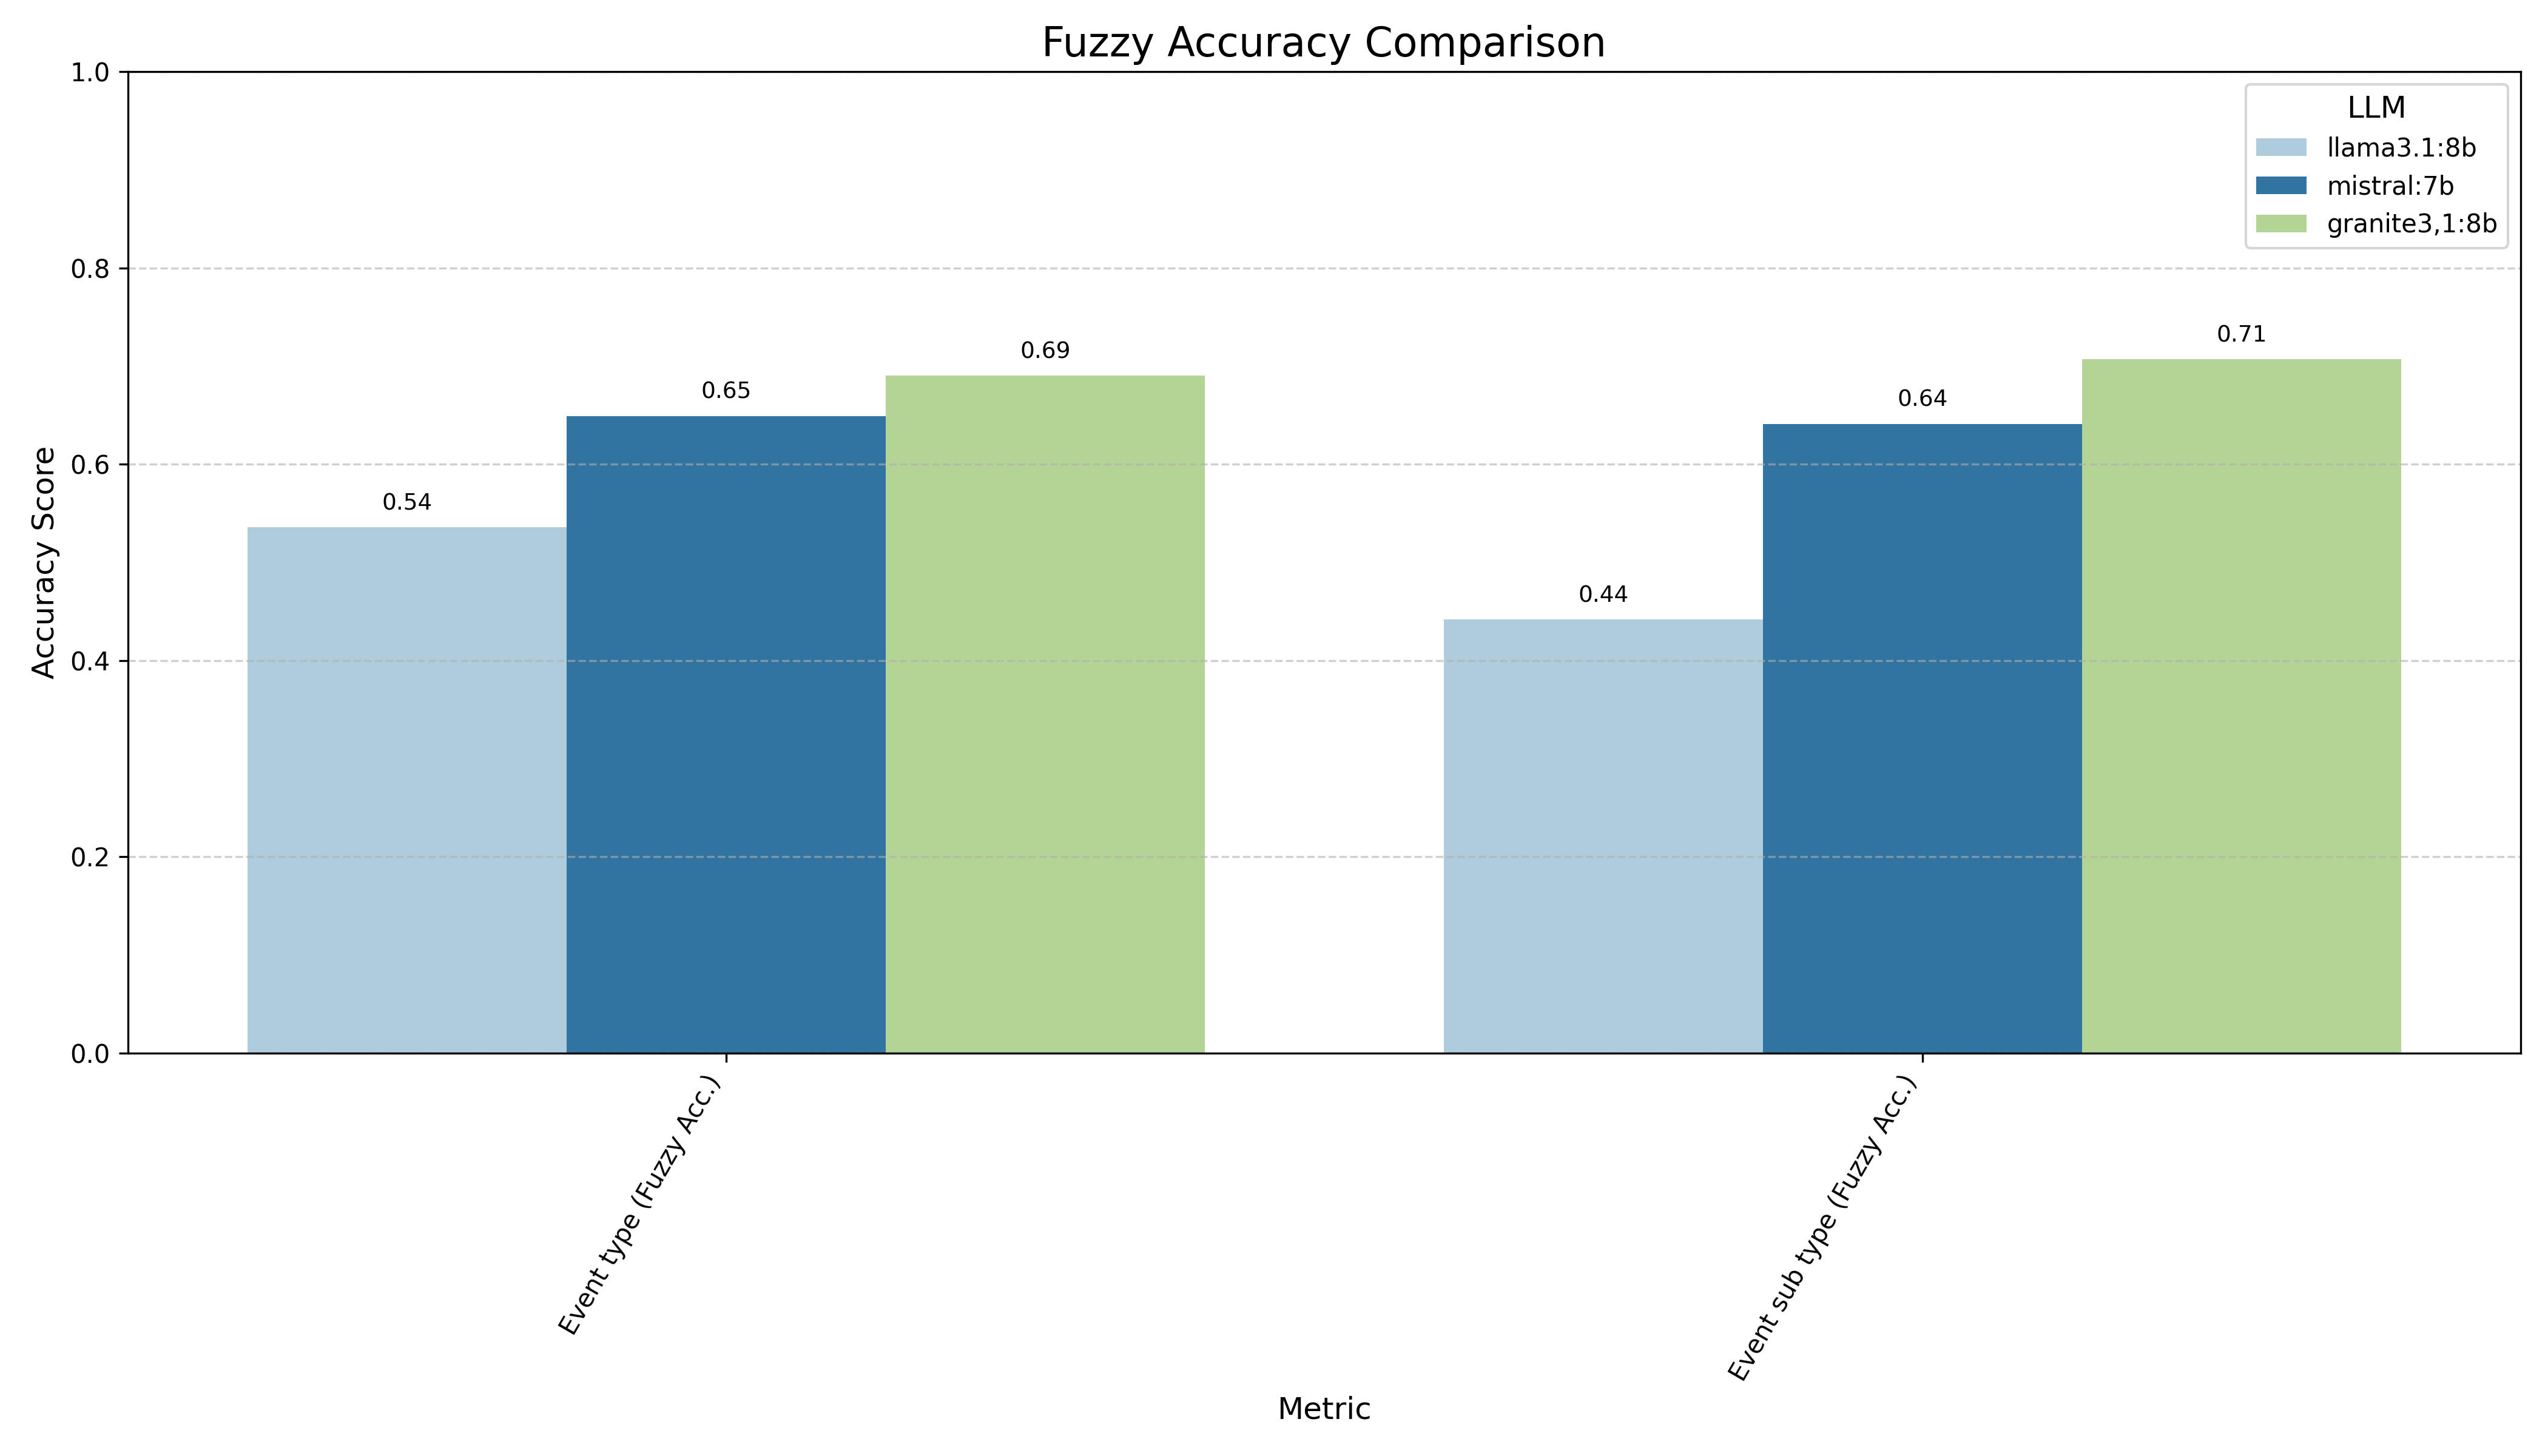 Fuzzy Accuracy Comparison
1.0
0.8
0.6
0.4
0.2
0.0
Accuracy Score
LLM
llama3.1:8b
mistral:7b
granite3,1:8b
0.54
0.65
0.69
0.44
0.64
0.71
Event type (Fuzzy Acc.)
Event sub type (Fuzzy Acc.)
Metric